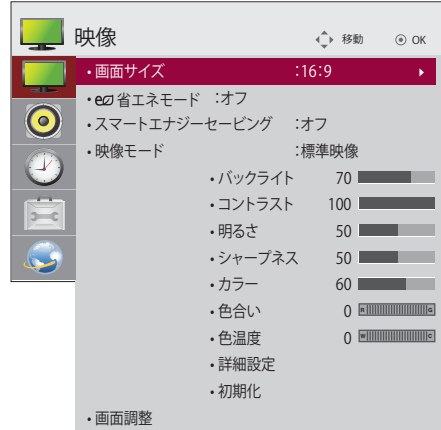 映像 移動 OK
・画面サイズ :16:9
・eの 省エネモード :オフ
・スマートエナジーセービング :オフ
・映像モード :標準映像
・バックライト 70
・コントラスト 100
・明るさ 50
・シャープネス 50
・カラー 60
・色合い 0 R G
・色温度 0 W C
・詳細設定
・初期化
・画面調整